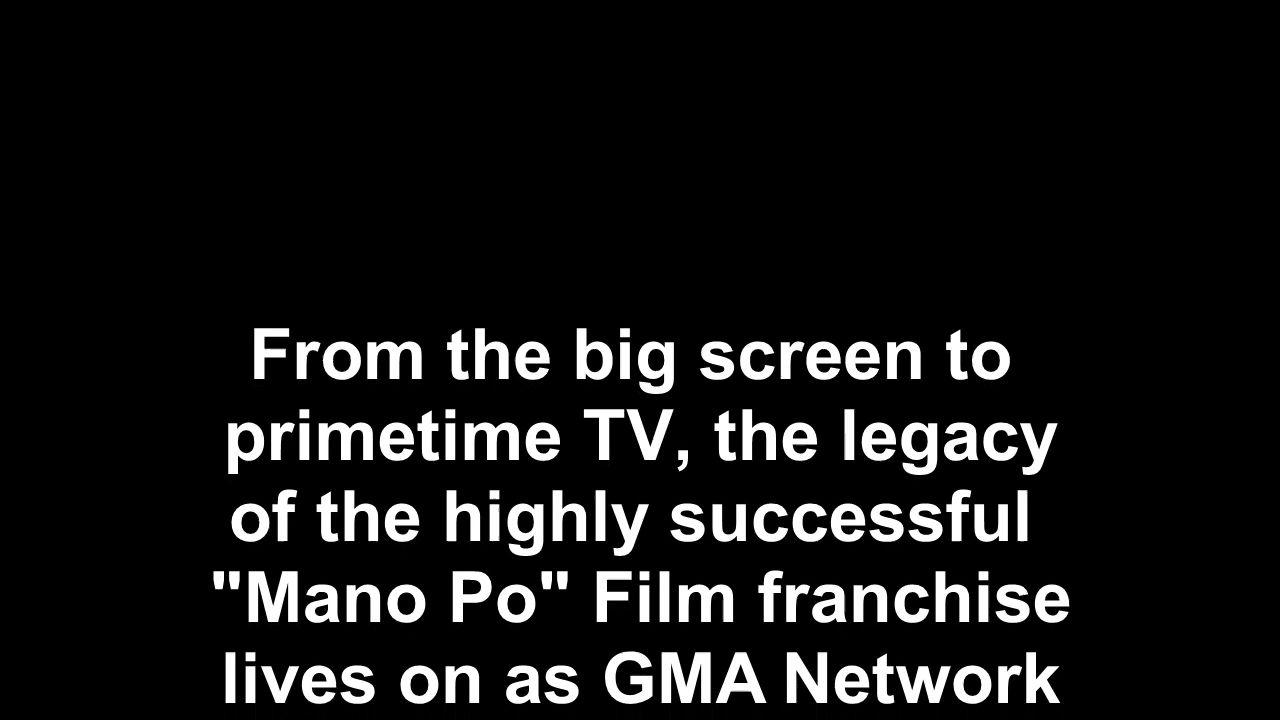 From the big screen to
primetime TV, the legacy
of the highly successful
"Mano Po" Film franchise
lives on as GMA Network